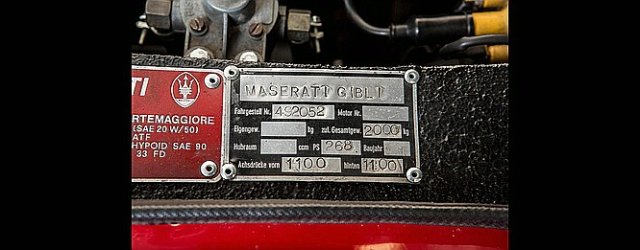 TI
RTEMAGGIORE
(SAE 20 W/50)
ATF
HYPOID SAE 90
33 FD
MASERATI GIBLI
Fahrgestell Nr. 492052 Motor Nr.
Eigengew. kg zul. Gesamtgew. 2000 kg
Hubraum ccm PS 268 Baujahr
Achsdrücke vorn 1100 hinten 1100